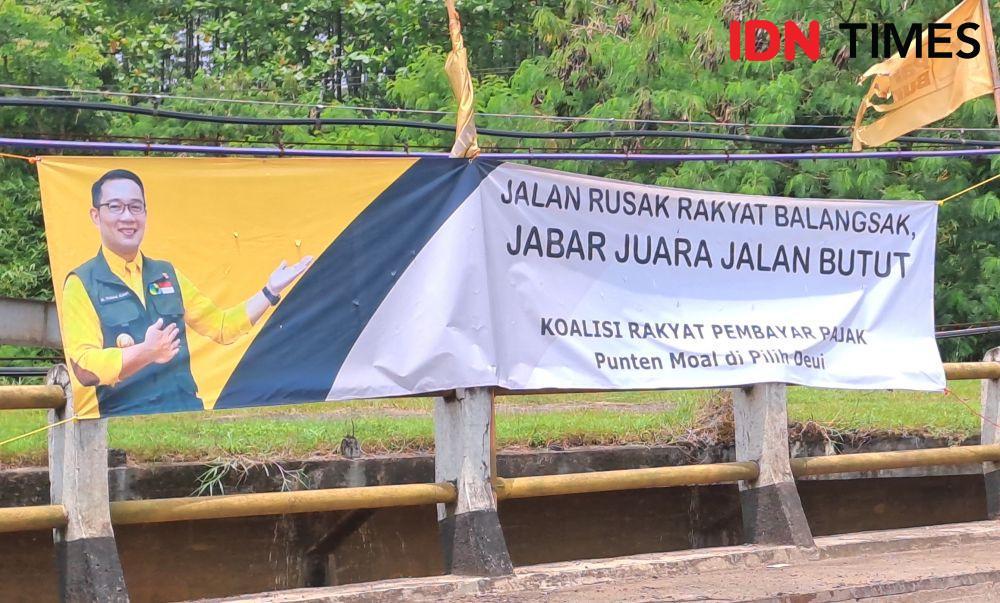 IDN TIMES
JALAN RUSAK RAKYAT BALANGSAK,
JABAR JUARA JALAN BUTUT
KOALISI RAKYAT PEMBAYAR PAJAK
Punten Moal di Pilih Deui